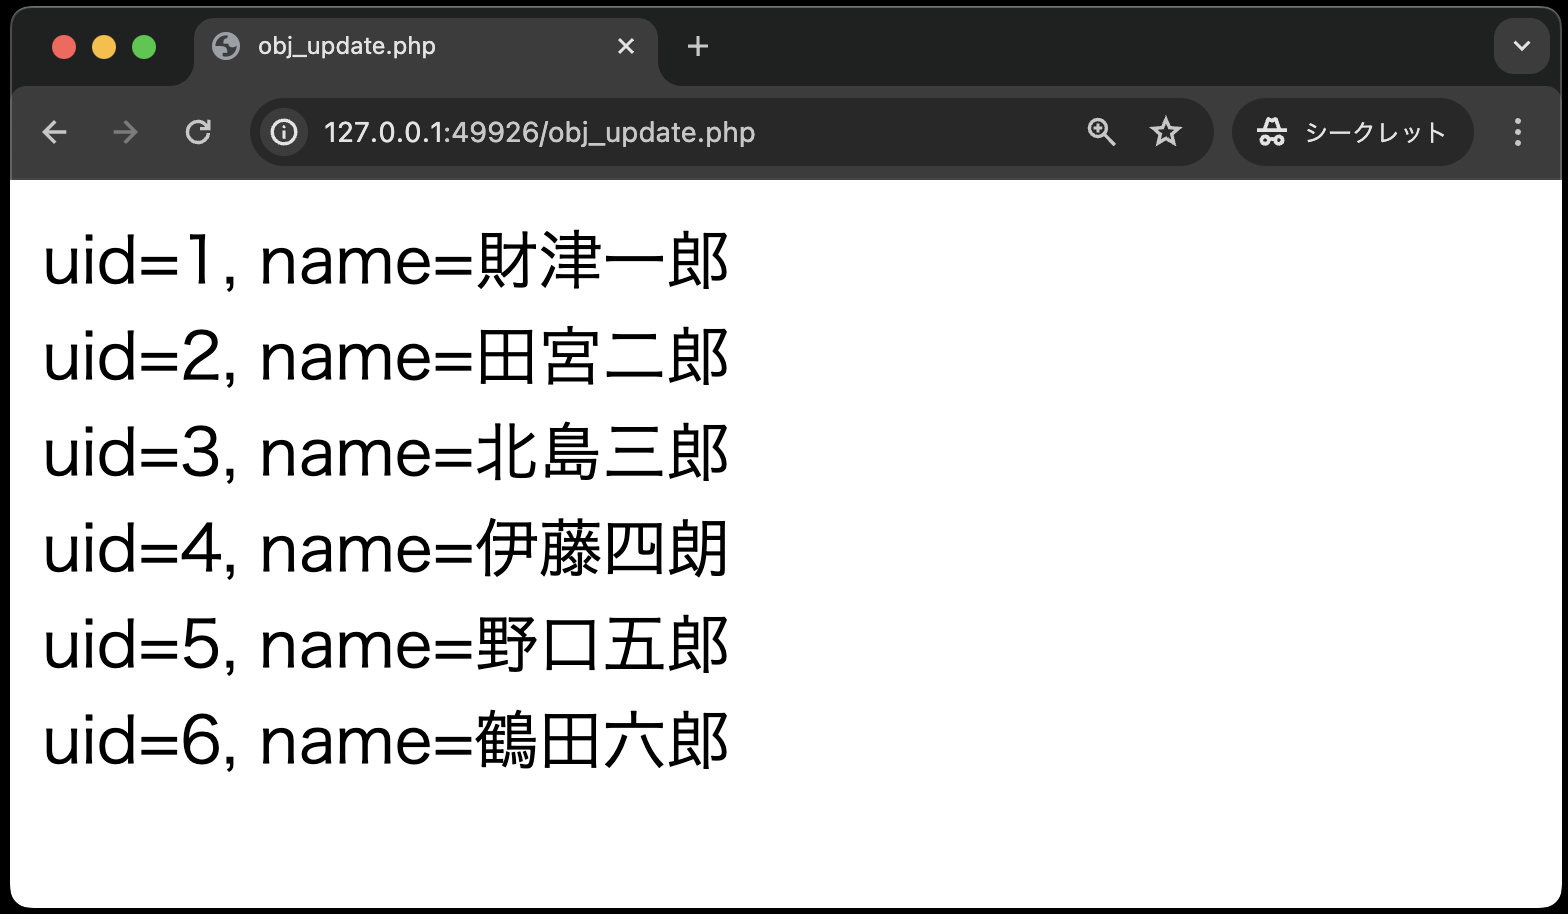 obj_update.php
127.0.0.1:49926/obj_update.php
シークレット
uid=1, name=財津一郎
uid=2, name=田宮二郎
uid=3, name=北島三郎
uid=4, name=伊藤四朗
uid=5, name=野口五郎
uid=6, name=鶴田六郎